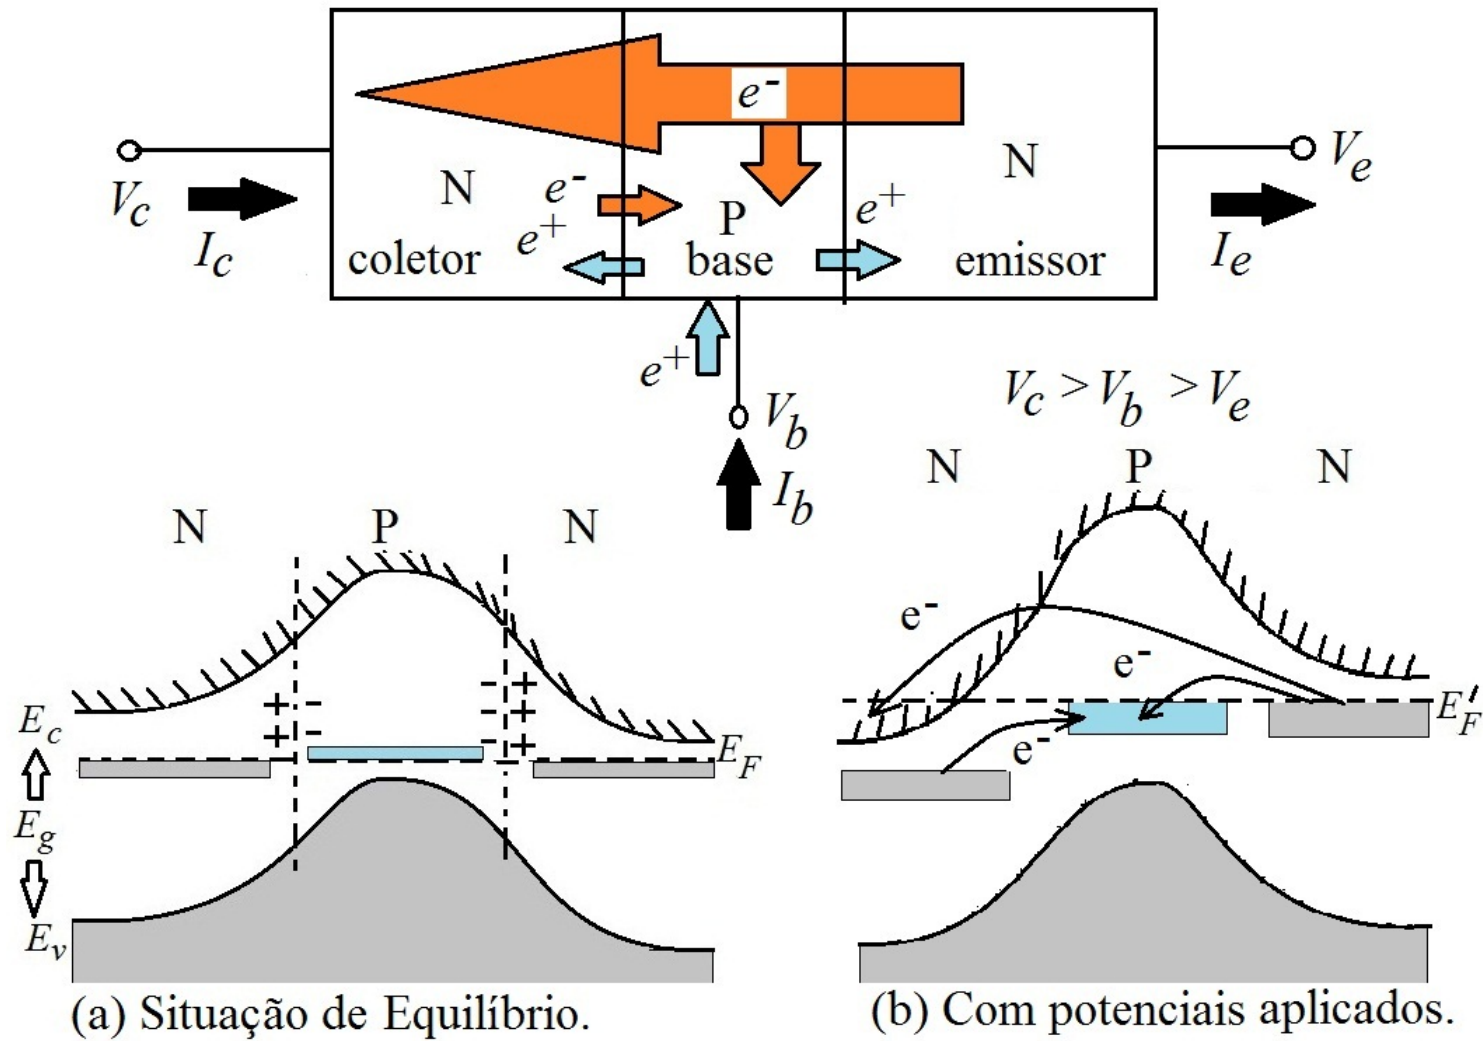 e-
N
N
Vc
Ve
e-
e+
P
e+
Ic
coletor
base
emissor
Ie
e+
Vb
Ib
Vc > Vb > Ve
N
P
N
N
P
N
e-
e-
- +
+ -
- +
+ -
- +
Ec
EF
E'F
e-
Eg
Ev
(a) Situação de Equilíbrio.
(b) Com potenciais aplicados.